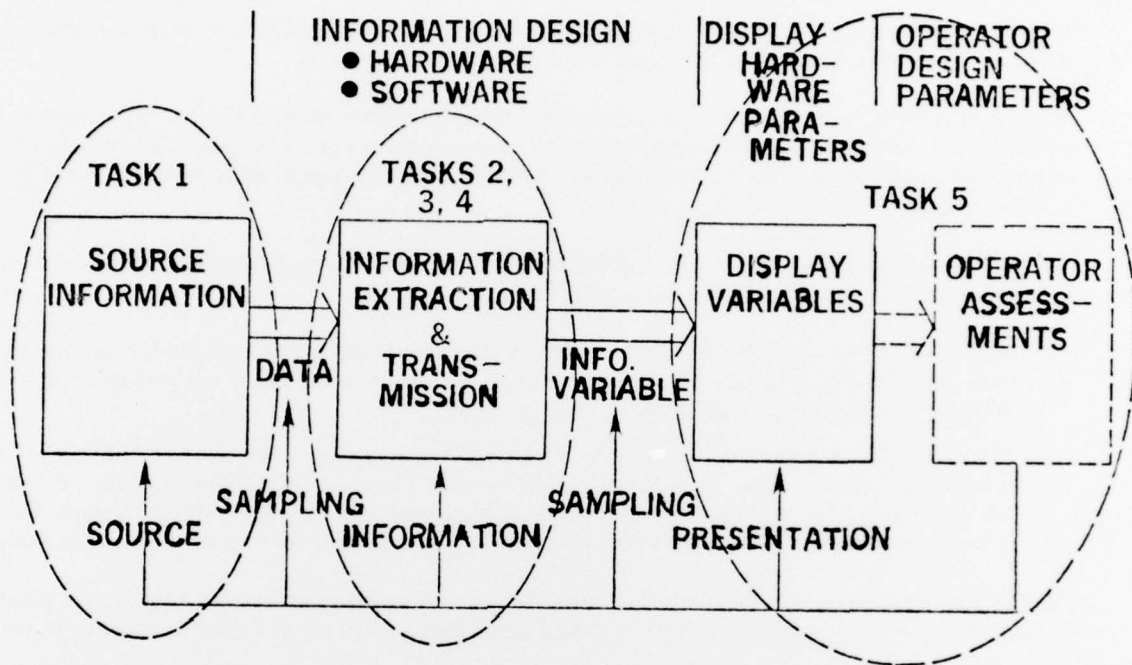 INFORMATION DESIGN
● HARDWARE
● SOFTWARE
DISPLAY
HARD-
WARE
PARA-
METERS
OPERATOR
DESIGN
PARAMETERS
TASK 1
TASKS 2,
3, 4
TASK 5
SOURCE
INFORMATION
INFORMATION
EXTRACTION
&
TRANS-
MISSION
DISPLAY
VARIABLES
OPERATOR
ASSESS-
MENTS
DATA
INFO.
VARIABLE
SAMPLING
SAMPLING
SOURCE
INFORMATION
PRESENTATION